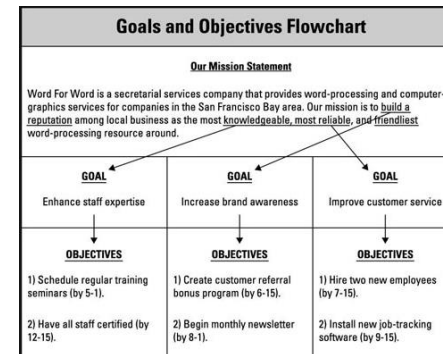 Goals and Objectives Flowchart
Our Mission Statement
Word For Word is a secretarial services company that provides word-processing and computer-
graphics services for companies in the San Francisco Bay area. Our mission is to build a
reputation among local business as the most knowledgeable, most reliable, and friendliest
word-processing resource around.
GOAL
Enhance staff expertise
GOAL
Increase brand awareness
GOAL
Improve customer service
OBJECTIVES
1) Schedule regular training
seminars (by 5-1).
2) Have all staff certified (by
12-15).
OBJECTIVES
1) Create customer referral
bonus program (by 6-15).
2) Begin monthly newsletter
(by 8-1).
OBJECTIVES
1) Hire two new employees
(by 7-15).
2) Install new job-tracking
software (by 9-15).